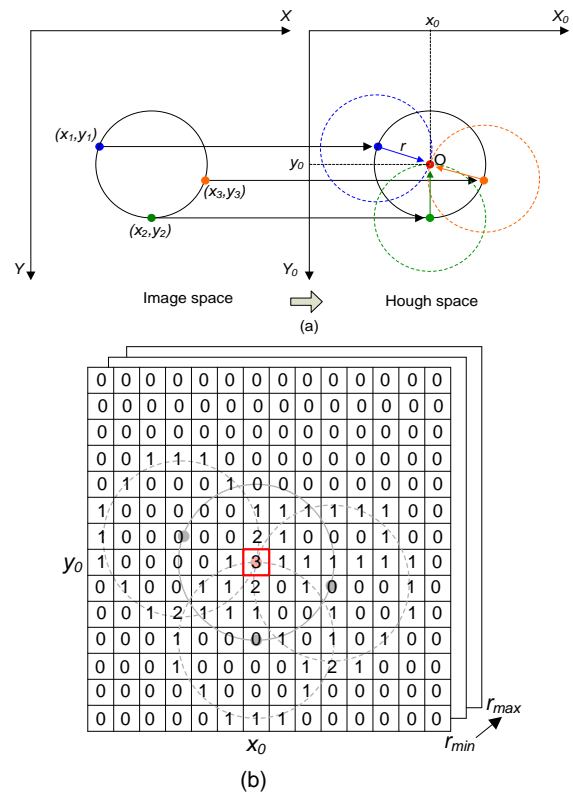 X
x₀
X₀
(x₁,y₁)
r
O
y₀
(x₃,y₃)
(x₂,y₂)
Y
Y₀
Image space
Hough space
(a)
0 0 0 0 0 0 0 0 0 0 0 0 0 0
0 0 0 0 0 0 0 0 0 0 0 0 0 0
0 0 0 0 0 0 0 0 0 0 0 0 0 0
0 0 1 1 1 0 0 0 0 0 0 0 0 0
0 1 0 0 0 1 0 0 0 0 0 0 0 0
1 0 0 0 0 0 1 1 1 1 1 1 0 0
1 0 0 0 0 0 2 1 0 0 0 1 0 0
y₀ 1 0 0 0 0 1 3 1 1 1 1 1 1 0
0 1 0 0 1 1 2 0 1 0 0 0 1 0
0 0 1 2 1 1 1 0 0 1 0 0 1 0
0 0 0 1 0 0 0 1 0 1 0 1 0 0
0 0 0 1 0 0 0 0 1 2 1 0 0 0
0 0 0 0 1 0 0 0 1 0 0 0 0 0
0 0 0 0 0 1 1 1 0 0 0 0 0 0
r_max
x₀
r_min
(b)